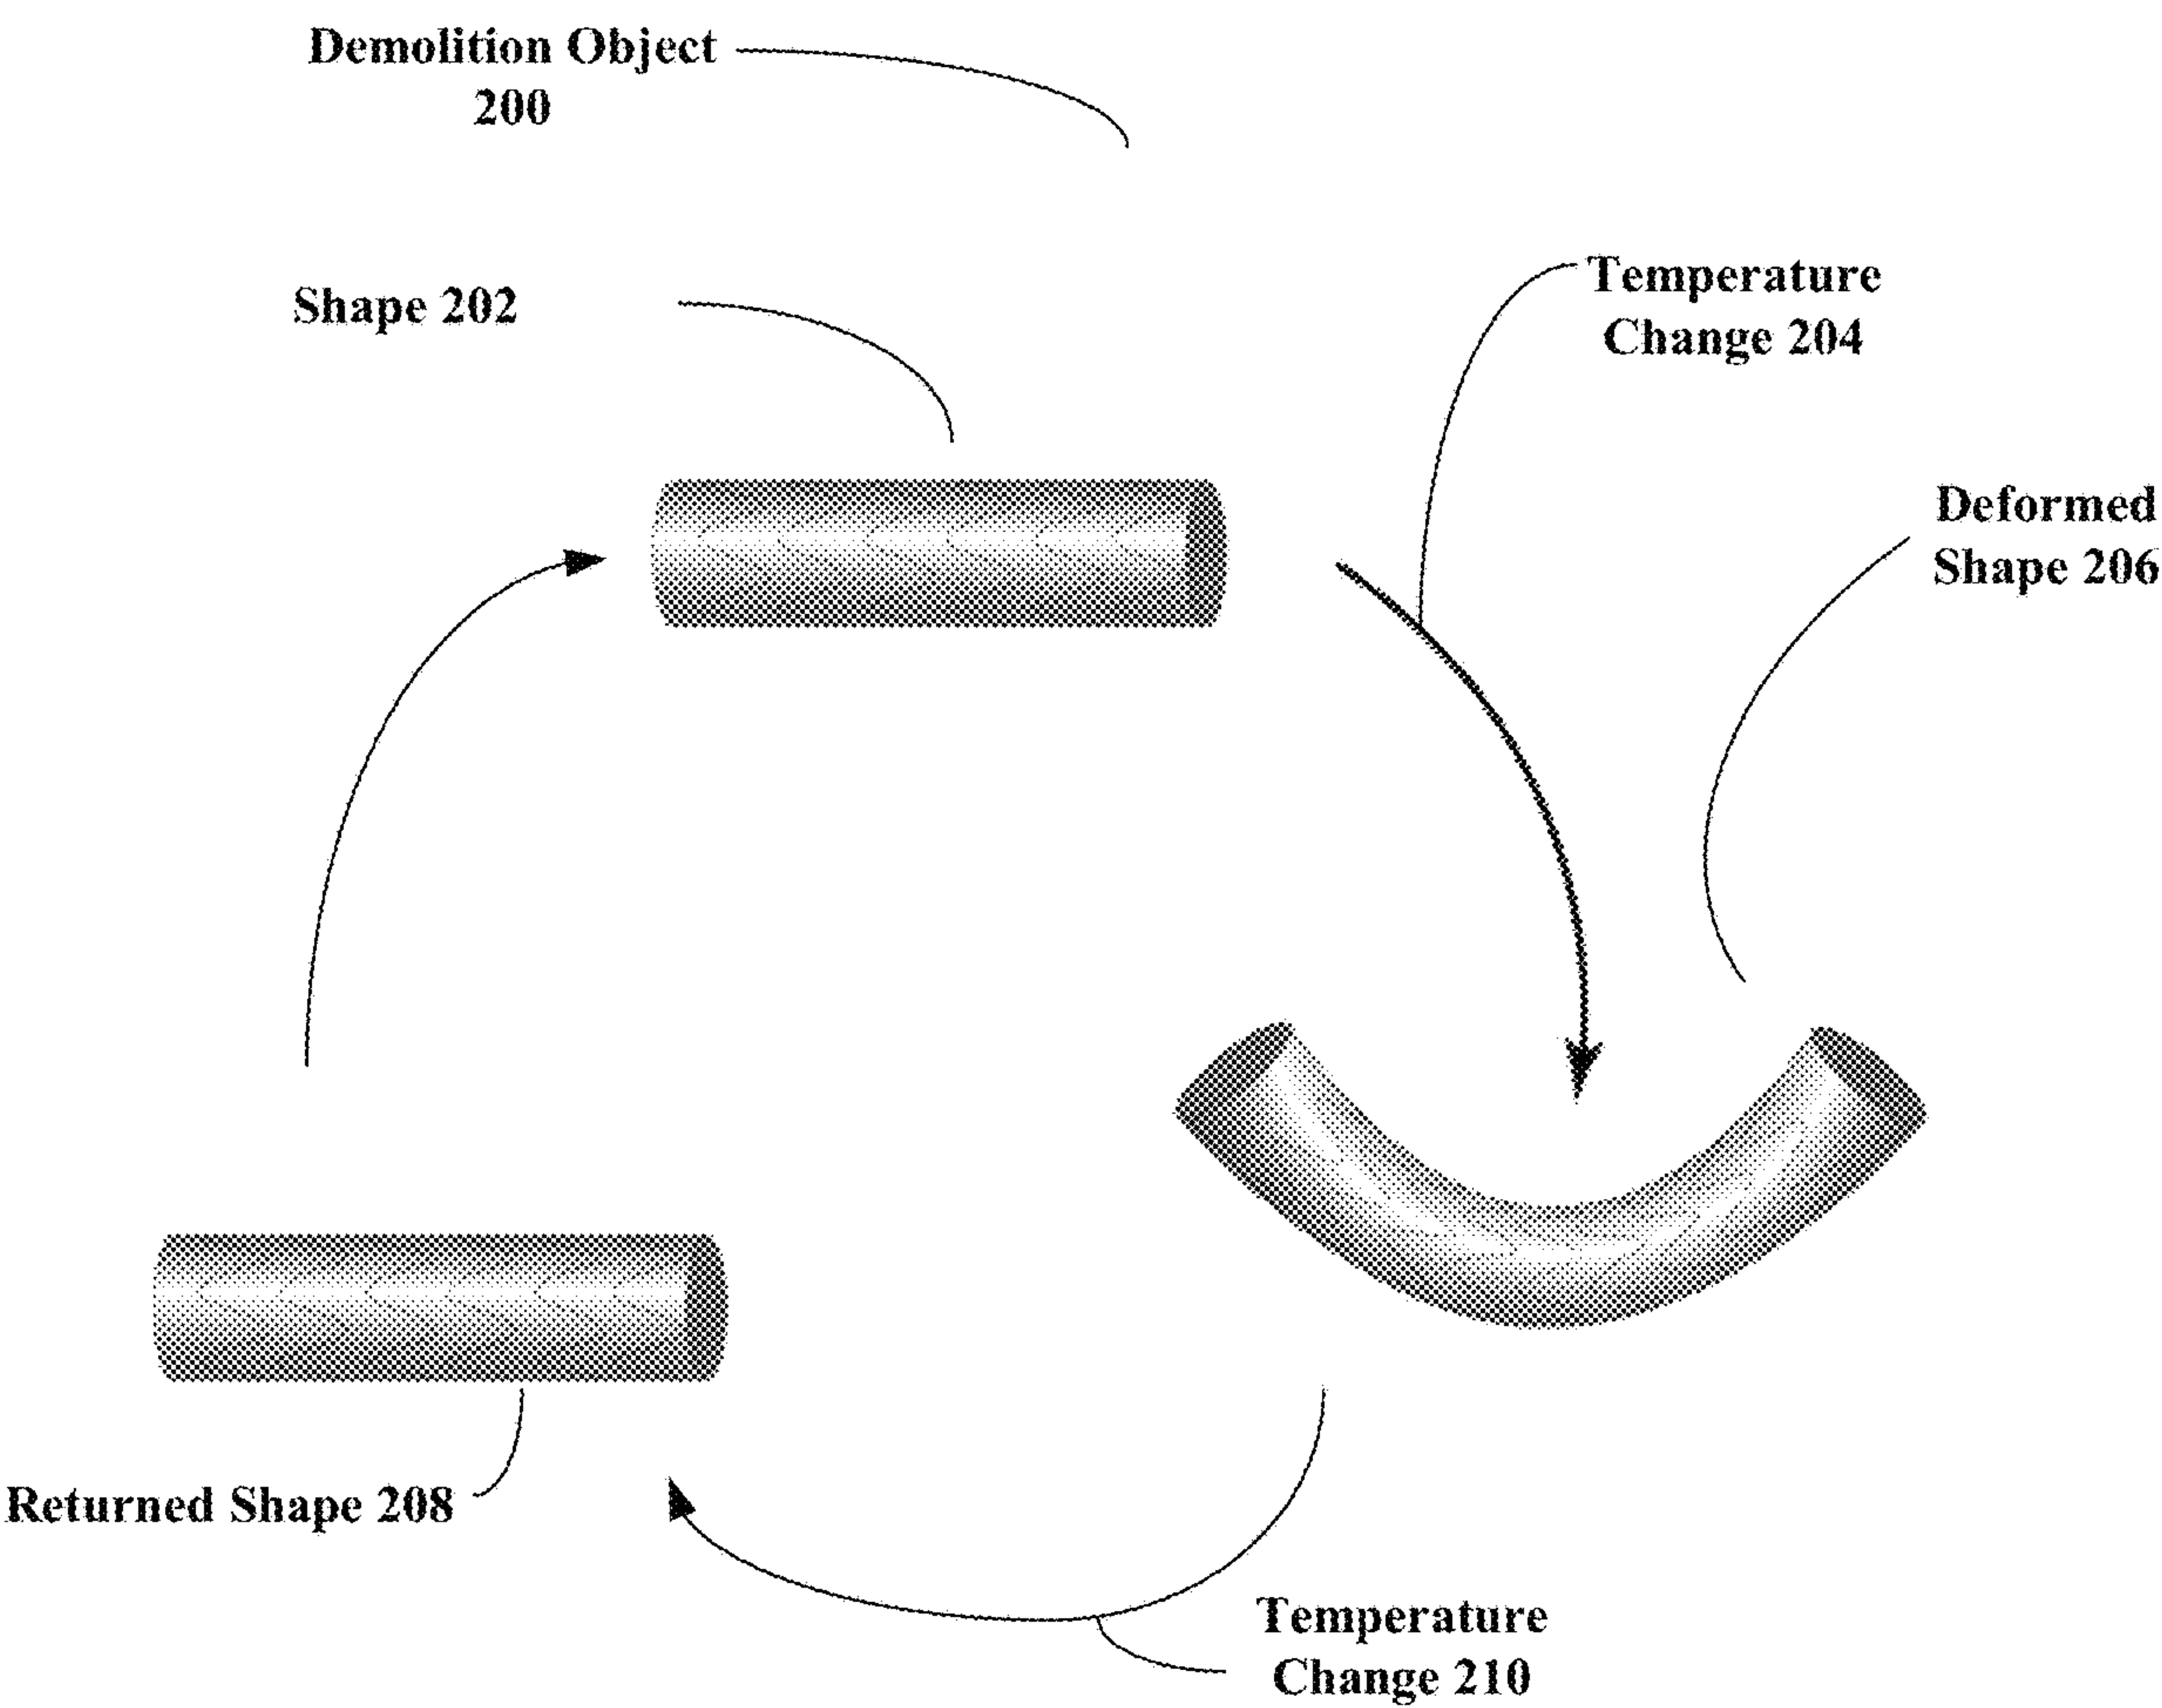 Demolition Object
200
Shape 202
Temperature
Change 204
Deformed
Shape 206
Returned Shape 208
Temperature
Change 210